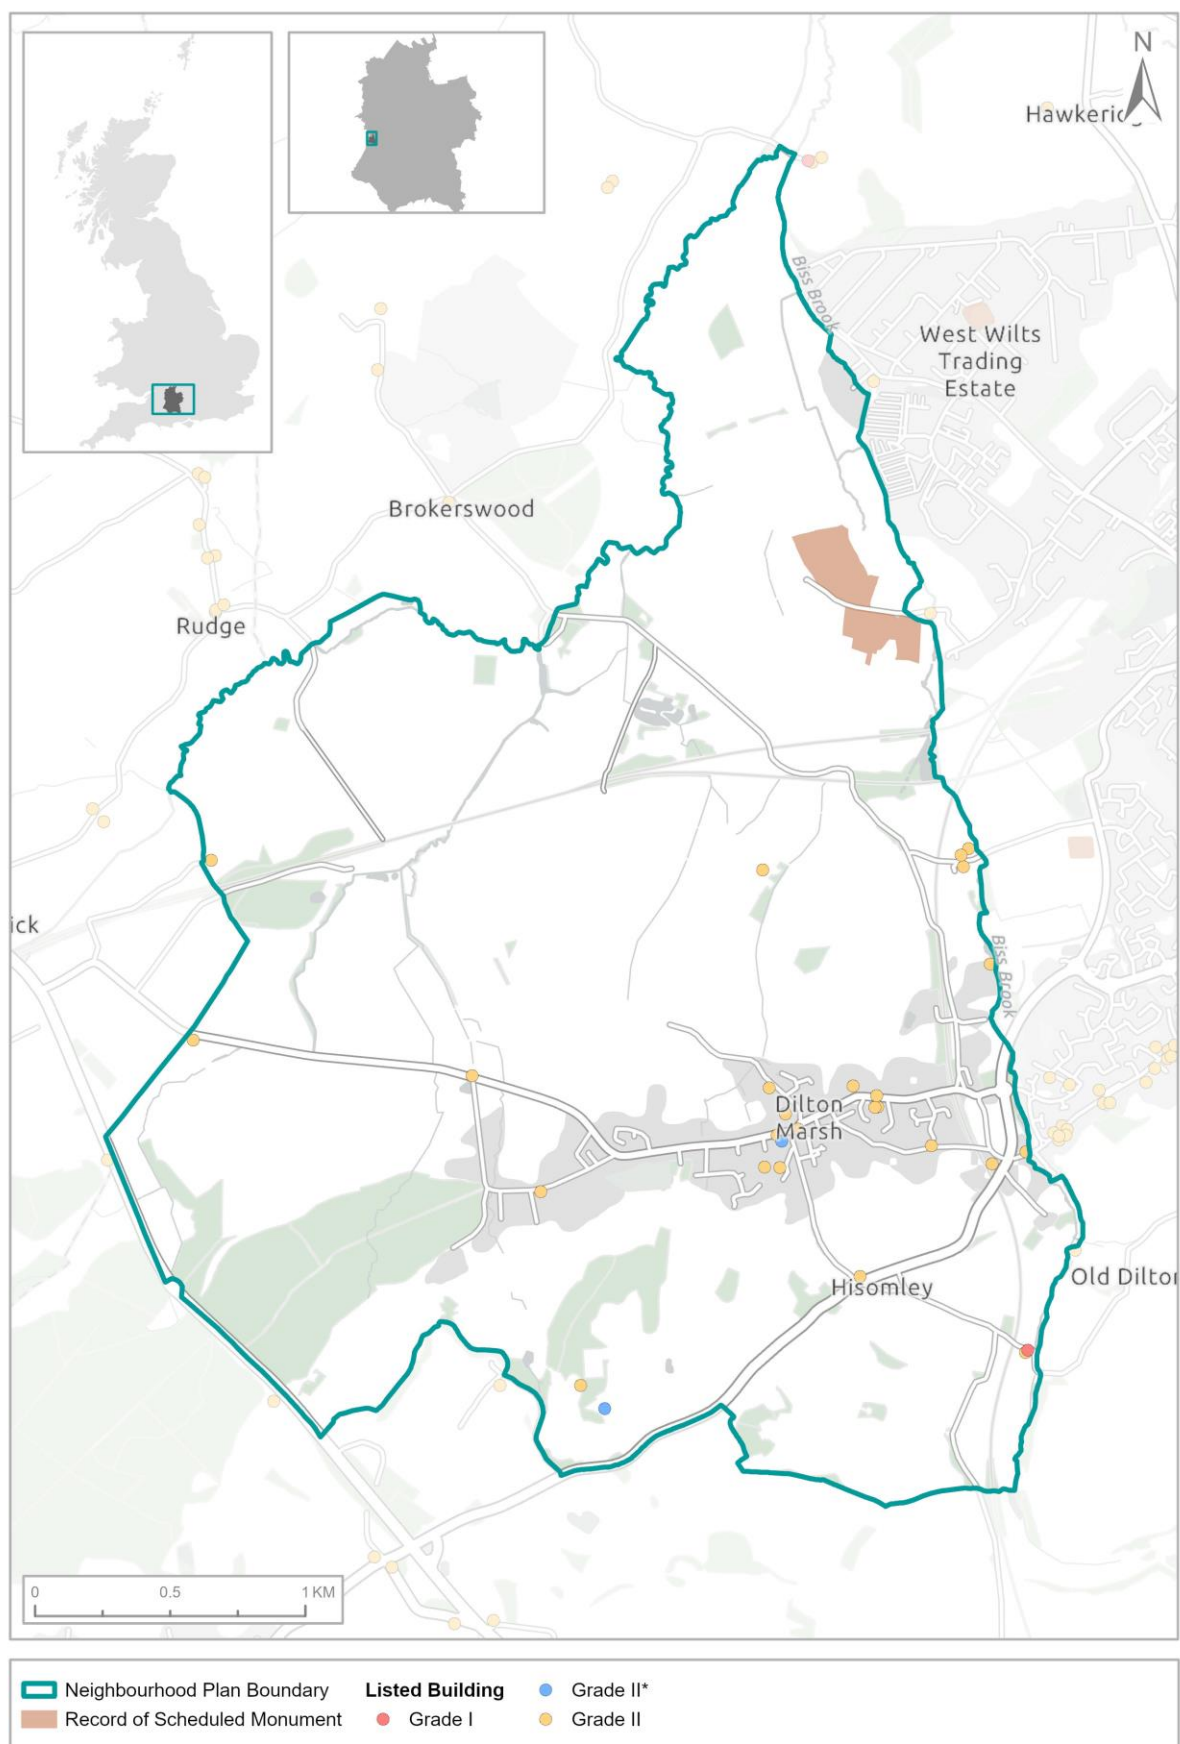 N
Hawkeric
Biss Brook
West Wilts
Trading
Estate
Brokerswood
Rudge
ick
Biss Brook
Dilton
Marsh
Hisomley
Old Dilton
0 0.5 1 KM
Neighbourhood Plan Boundary
Record of Scheduled Monument
Listed Building
Grade I
Grade II*
Grade II